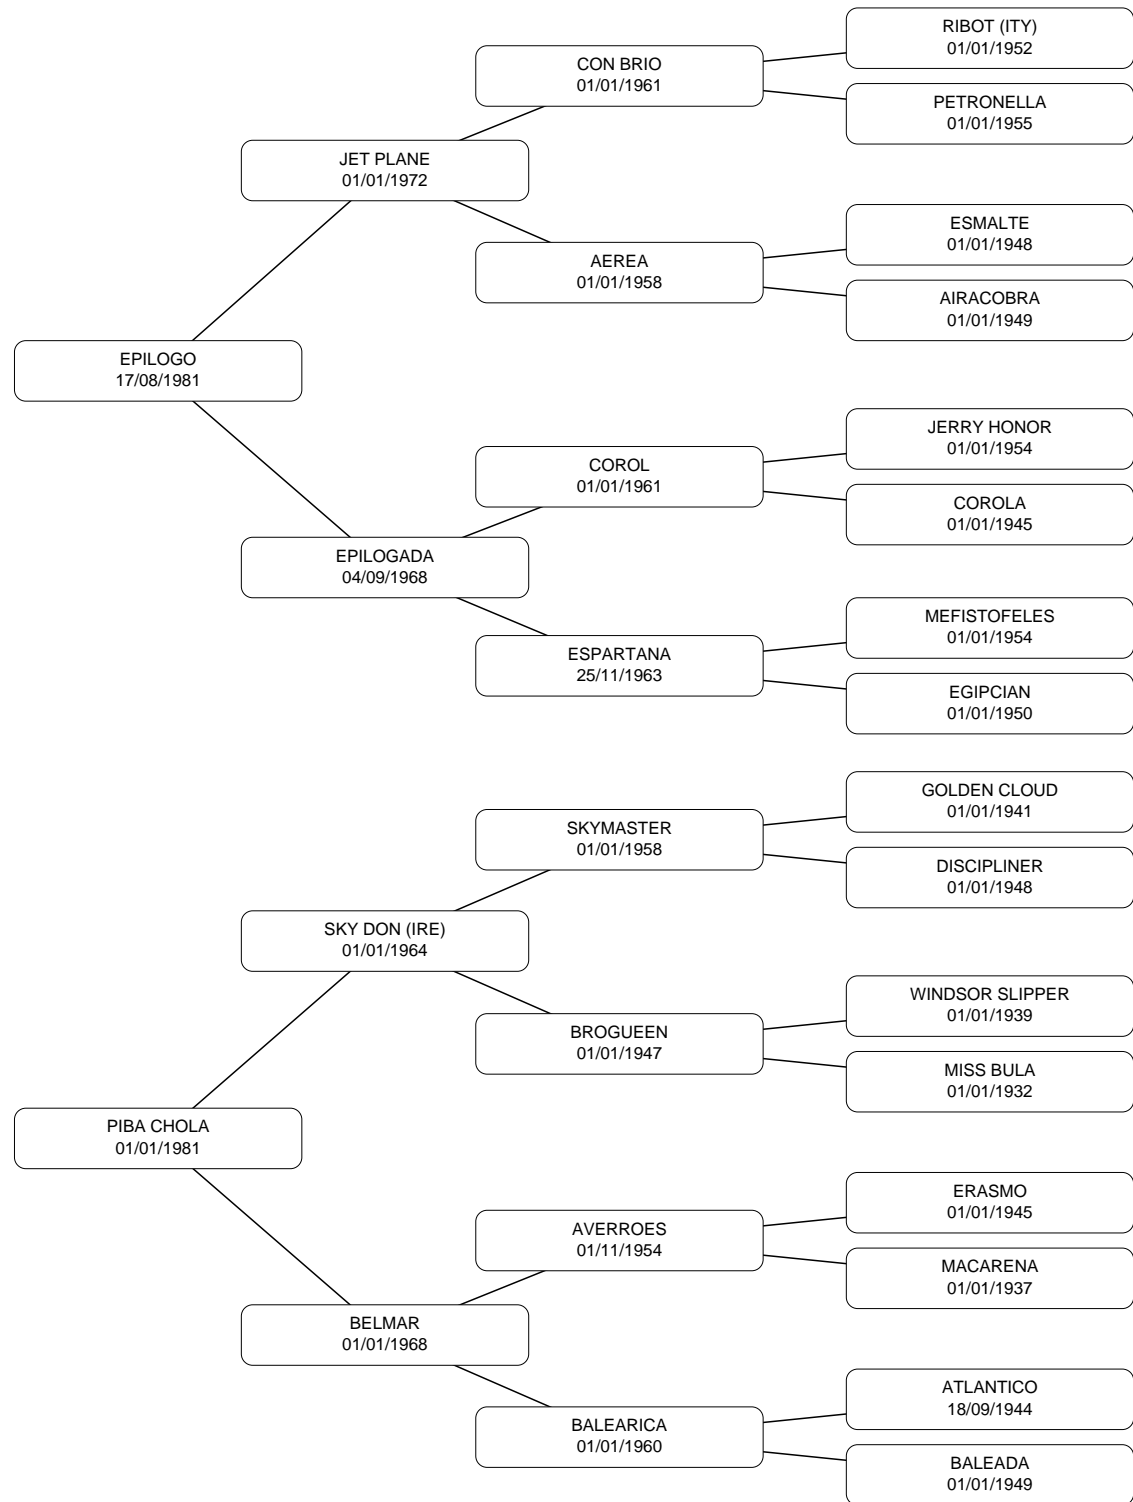 RIBOT (ITY)
01/01/1952
CON BRIO
01/01/1961
PETRONELLA
01/01/1955
JET PLANE
01/01/1972
ESMALTE
01/01/1948
AEREA
01/01/1958
AIRACOBRA
01/01/1949
EPILOGO
17/08/1981
JERRY HONOR
01/01/1954
COROL
01/01/1961
COROLA
01/01/1945
EPILOGADA
04/09/1968
MEFISTOFELES
01/01/1954
ESPARTANA
25/11/1963
EGIPCIAN
01/01/1950
GOLDEN CLOUD
01/01/1941
SKYMASTER
01/01/1958
DISCIPLINER
01/01/1948
SKY DON (IRE)
01/01/1964
WINDSOR SLIPPER
01/01/1939
BROGUEEN
01/01/1947
MISS BULA
01/01/1932
PIBA CHOLA
01/01/1981
ERASMO
01/01/1945
AVERROES
01/11/1954
MACARENA
01/01/1937
BELMAR
01/01/1968
ATLANTICO
18/09/1944
BALEARICA
01/01/1960
BALEADA
01/01/1949